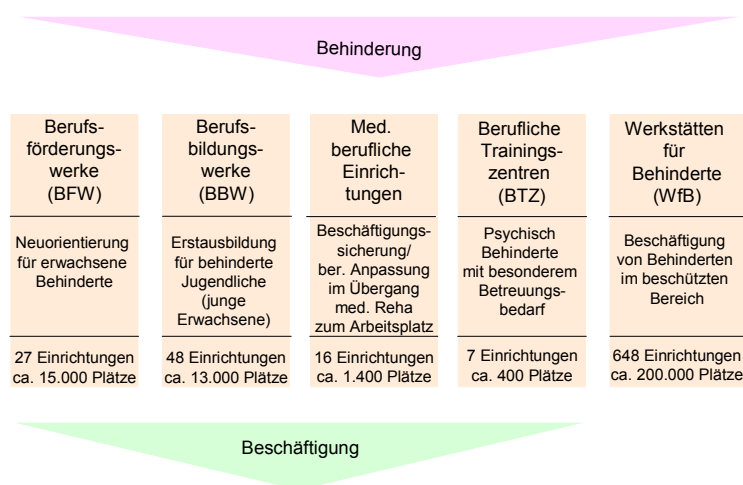 Behinderung
Berufs-
förderungs-
werke
(BFW)
Neuorientierung
für erwachsene
Behinderte
27 Einrichtungen
ca. 15.000 Plätze
Berufs-
bildungs-
werke
(BBW)
Erstausbildung
für behinderte
Jugendliche
(junge
Erwachsene)
48 Einrichtungen
ca. 13.000 Plätze
Med.
berufliche
Einrich-
tungen
Beschäftigungs-
sicherung/
ber. Anpassung
im Übergang
med. Reha
zum Arbeitsplatz
16 Einrichtungen
ca. 1.400 Plätze
Berufliche
Trainings-
zentren
(BTZ)
Psychisch
Behinderte
mit besonderem
Betreuungs-
bedarf
7 Einrichtungen
ca. 400 Plätze
Werkstätten
für
Behinderte
(WfB)
Beschäftigung
von Behinderten
im beschützten
Bereich
648 Einrichtungen
ca. 200.000 Plätze
Beschäftigung